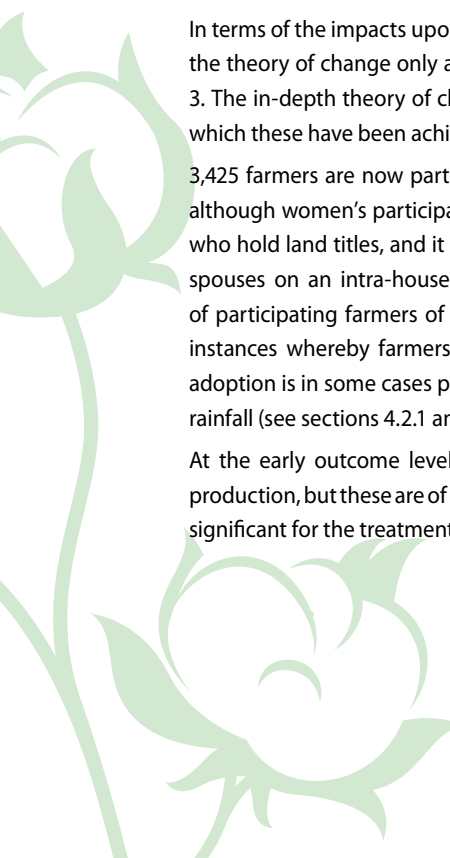 In terms of the impacts upo
the theory of change only a
3. The in-depth theory of cl
which these have been achi
3,425 farmers are now part
although women's participa
who hold land titles, and it
spouses on an intra-house
of participating farmers of
instances whereby farmers
adoption is in some cases p
rainfall (see sections 4.2.1 an
At the early outcome level
production, but these are of
significant for the treatment